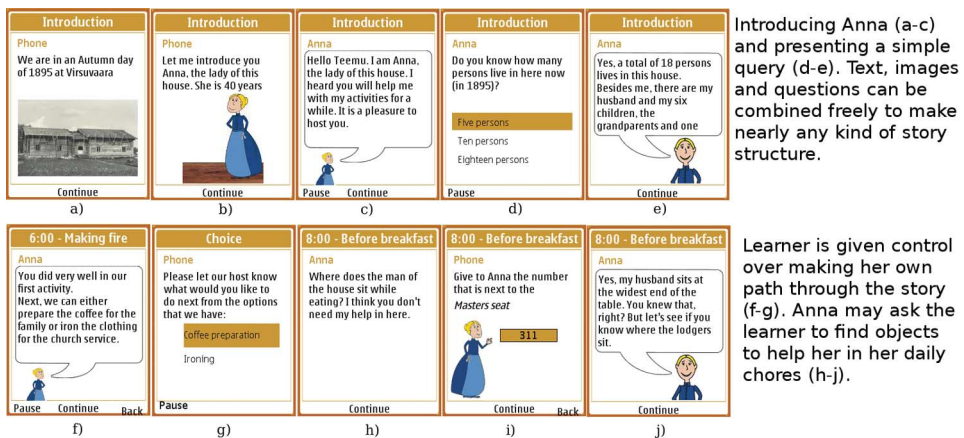 Introduction
Phone
We are in an Autumn day
of 1895 at Virsuvaara
Continue
a)
Introduction
Phone
Let me introduce you
Anna, the lady of this
house. She is 40 years
Continue
b)
Introduction
Anna
Hello Teemu. I am Anna,
the lady of this house. I
heard you will help me
with my activities for a
while. It is a pleasure to
host you.
Pause Continue
c)
Introduction
Anna
Do you know how many
persons live in here now
(in 1895)?
Five persons
Ten persons
Eighteen persons
Pause
d)
Introduction
Anna
Yes, a total of 18 persons
lives in this house.
Besides me, there are my
husband and my six
children, the
grandparents and one
Continue
e)
Introducing Anna (a-c)
and presenting a simple
query (d-e). Text, images
and questions can be
combined freely to make
nearly any kind of story
structure.
6:00 - Making fire
Anna
You did very well in our
first activity.
Next, we can either
prepare the coffee for the
family or iron the clothing
for the church service.
Pause Continue Back
f)
Choice
Phone
Please let our host know
what would you like to
do next from the options
that we have:
Coffee preparation
Ironing
Pause
g)
8:00 - Before breakfast
Anna
Where does the man of
the house sit while
eating? I think you don't
need my help in here.
Continue
h)
8:00 - Before breakfast
Phone
Give to Anna the number
that is next to the
Masters seat
311
Continue Back
i)
8:00 - Before breakfast
Anna
Yes, my husband sits at
the widest end of the
table. You knew that,
right? But let's see if you
know where the lodgers
sit.
Continue
j)
Learner is given control
over making her own
path through the story
(f-g). Anna may ask the
learner to find objects
to help her in her daily
chores (h-j).